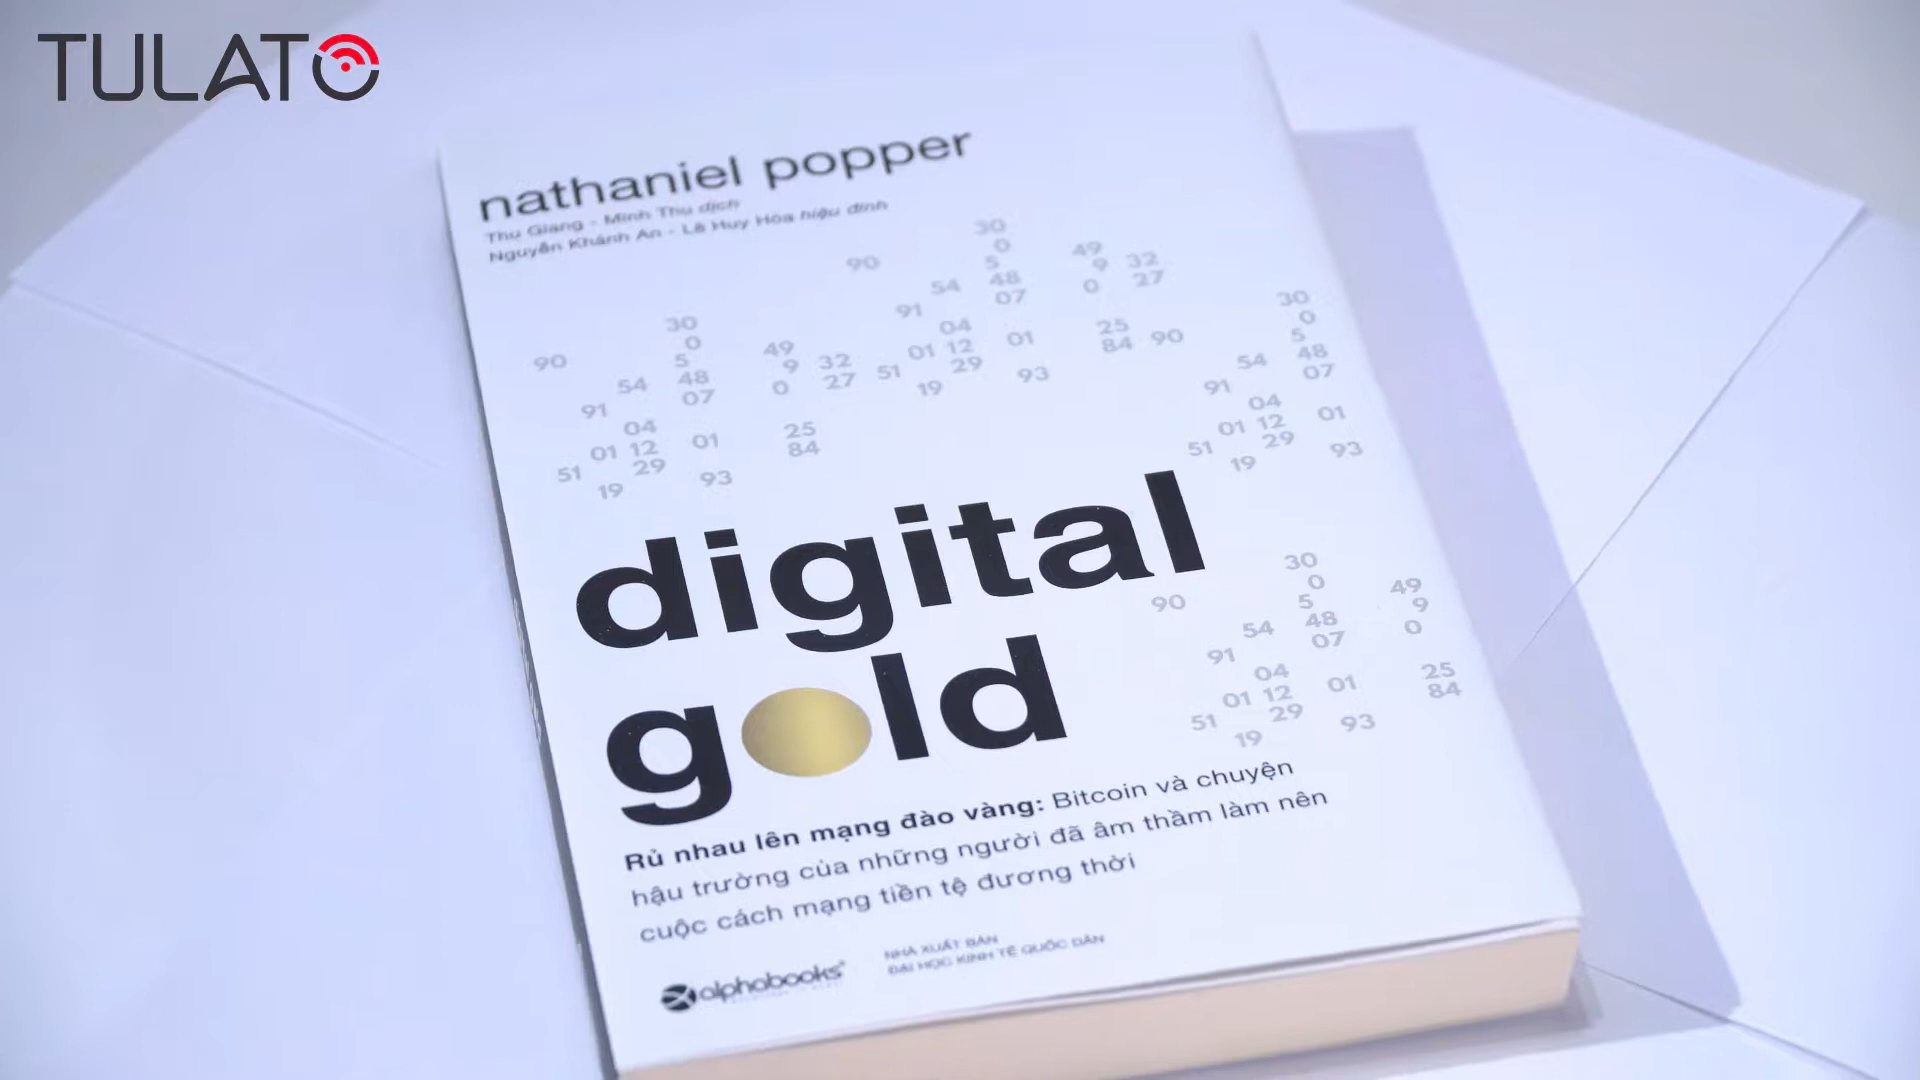 TULATO
nathaniel popper
Thu Giang - Minh Thu dịch
Nguyễn Khánh An - Lê Huy Hòa hiệu đính
30
0
90 5 49
9 32
54 48 0 27
91 07
04 25
01 12 01 84
51 29
19 93
30
0
90 5 49
9 32
54 48 0 27
91 07
04 25
01 12 01 84
51 29
19 93
30
0
90 5
54 48
91 07
04
01 12 01
51 29
19 93
digital
gold
30
0
90 5 49
9
54 48 0
91 07
04 25
01 12 01 84
51 29
19 93
Rủ nhau lên mạng đào vàng: Bitcoin và chuyện
hậu trường của những người đã âm thầm làm nên
cuộc cách mạng tiền tệ đương thời
alphabooks
NHÀ XUẤT BẢN
ĐẠI HỌC KINH TẾ QUỐC DÂN